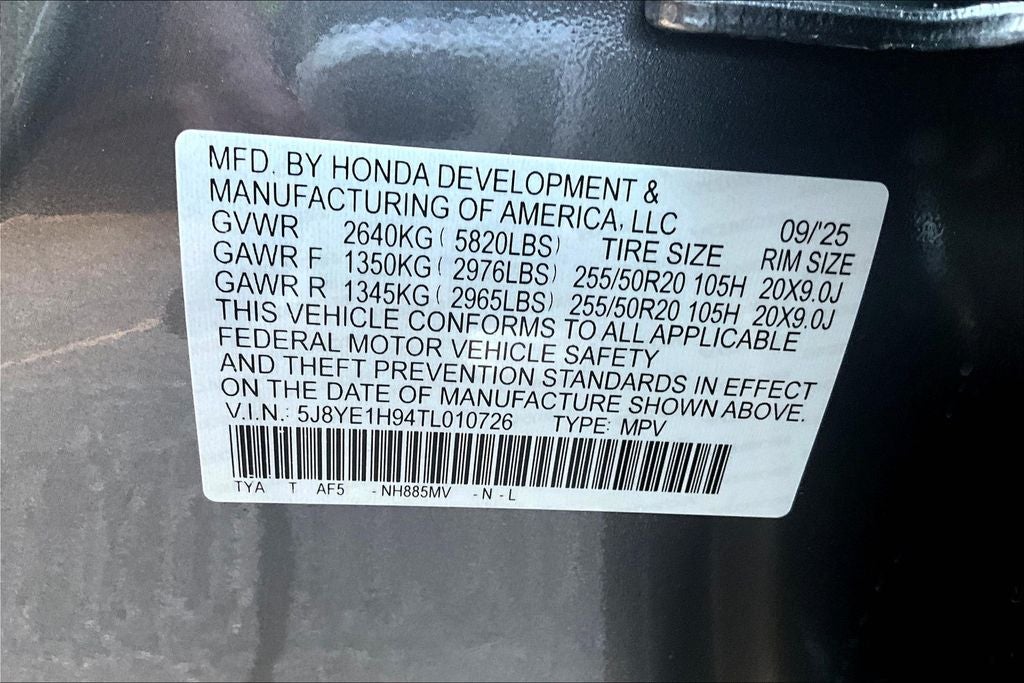 MFD. BY HONDA DEVELOPMENT &
MANUFACTURING OF AMERICA, LLC 09/'25
GVWR 2640KG ( 5820LBS) TIRE SIZE RIM SIZE
GAWR F 1350KG ( 2976LBS) 255/50R20 105H 20X9.0J
GAWR R 1345KG ( 2965LBS) 255/50R20 105H 20X9.0J
THIS VEHICLE CONFORMS TO ALL APPLICABLE
FEDERAL MOTOR VEHICLE SAFETY
AND THEFT PREVENTION STANDARDS IN EFFECT
ON THE DATE OF MANUFACTURE SHOWN ABOVE.
V.I.N.: 5J8YE1H94TL010726 TYPE: MPV
TYA T AF5 - NH885MV - N - L